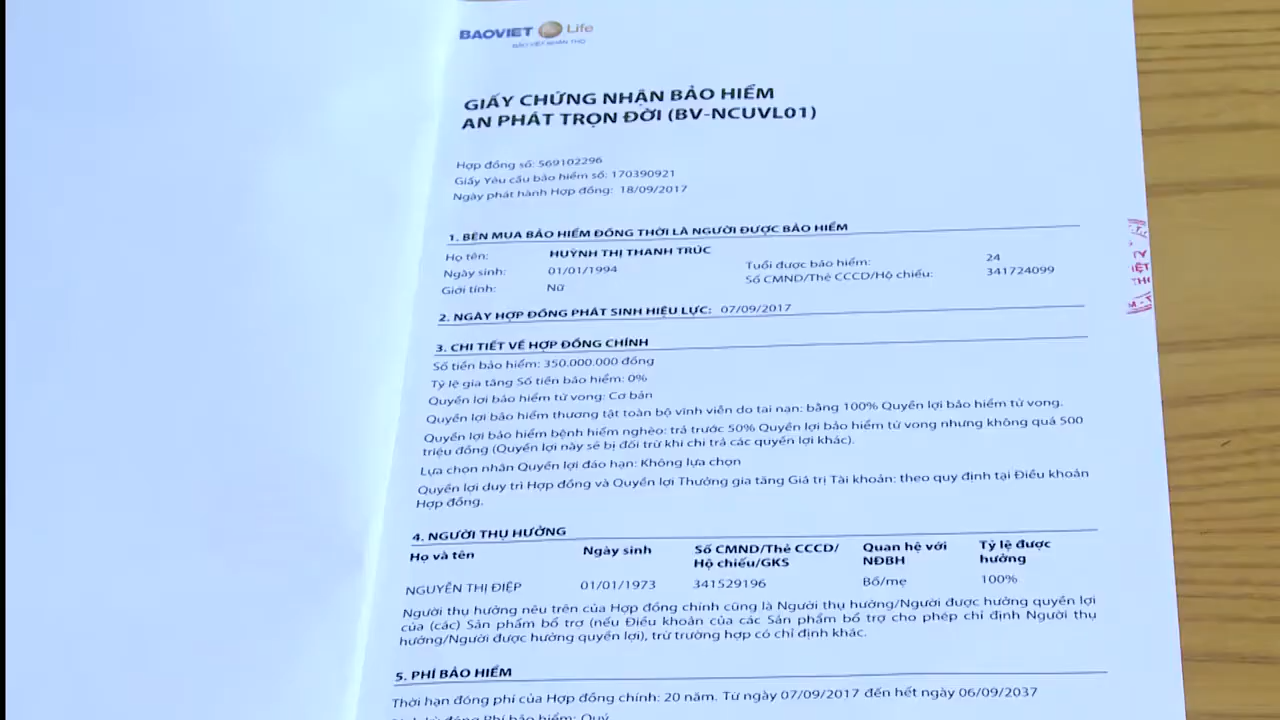 BAOVIET Life
BẢO VIỆT NHÂN THỌ
GIẤY CHỨNG NHẬN BẢO HIỂM
AN PHÁT TRỌN ĐỜI (BV-NCUVL01)
Hợp đồng số: 569102296
Giấy Yêu cầu bảo hiểm số: 170390921
Ngày phát hành Hợp đồng: 18/09/2017
1. BÊN MUA BẢO HIỂM ĐỒNG THỜI LÀ NGƯỜI ĐƯỢC BẢO HIỂM
Họ tên: HUỲNH THỊ THANH TRÚC
Ngày sinh: 01/01/1994 Tuổi được bảo hiểm: 24
Giới tính: Nữ Số CMND/Thẻ CCCD/Hộ chiếu: 341724099
2. NGÀY HỢP ĐỒNG PHÁT SINH HIỆU LỰC: 07/09/2017
3. CHI TIẾT VỀ HỢP ĐỒNG CHÍNH
Số tiền bảo hiểm: 350.000.000 đồng
Tỷ lệ gia tăng Số tiền bảo hiểm: 0%
Quyền lợi bảo hiểm tử vong: Cơ bản
Quyền lợi bảo hiểm thương tật toàn bộ vĩnh viễn do tai nạn: bằng 100% Quyền lợi bảo hiểm tử vong.
Quyền lợi bảo hiểm bệnh hiểm nghèo: trả trước 50% Quyền lợi bảo hiểm tử vong nhưng không quá 500
triệu đồng (Quyền lợi này sẽ bị đối trừ khi chi trả các quyền lợi khác).
Lựa chọn nhận Quyền lợi đáo hạn: Không lựa chọn
Quyền lợi duy trì Hợp đồng và Quyền lợi Thưởng gia tăng Giá trị Tài khoản: theo quy định tại Điều khoản
Hợp đồng.
4. NGƯỜI THỤ HƯỞNG
Họ và tên Ngày sinh Số CMND/Thẻ CCCD/ Quan hệ với Tỷ lệ được
Hộ chiếu/GKS NĐBH hưởng
NGUYỄN THỊ ĐIỆP 01/01/1973 341529196 Bố/mẹ 100%
Người thụ hưởng nêu trên của Hợp đồng chính cũng là Người thụ hưởng/Người được hưởng quyền lợi
của (các) Sản phẩm bổ trợ (nếu Điều khoản của các Sản phẩm bổ trợ cho phép chỉ định Người thụ
hưởng/Người được hưởng quyền lợi), trừ trường hợp có chỉ định khác.
5. PHÍ BẢO HIỂM
Thời hạn đóng phí của Hợp đồng chính: 20 năm. Từ ngày 07/09/2017 đến hết ngày 06/09/2037
đóng Phí bảo hiểm: Quý